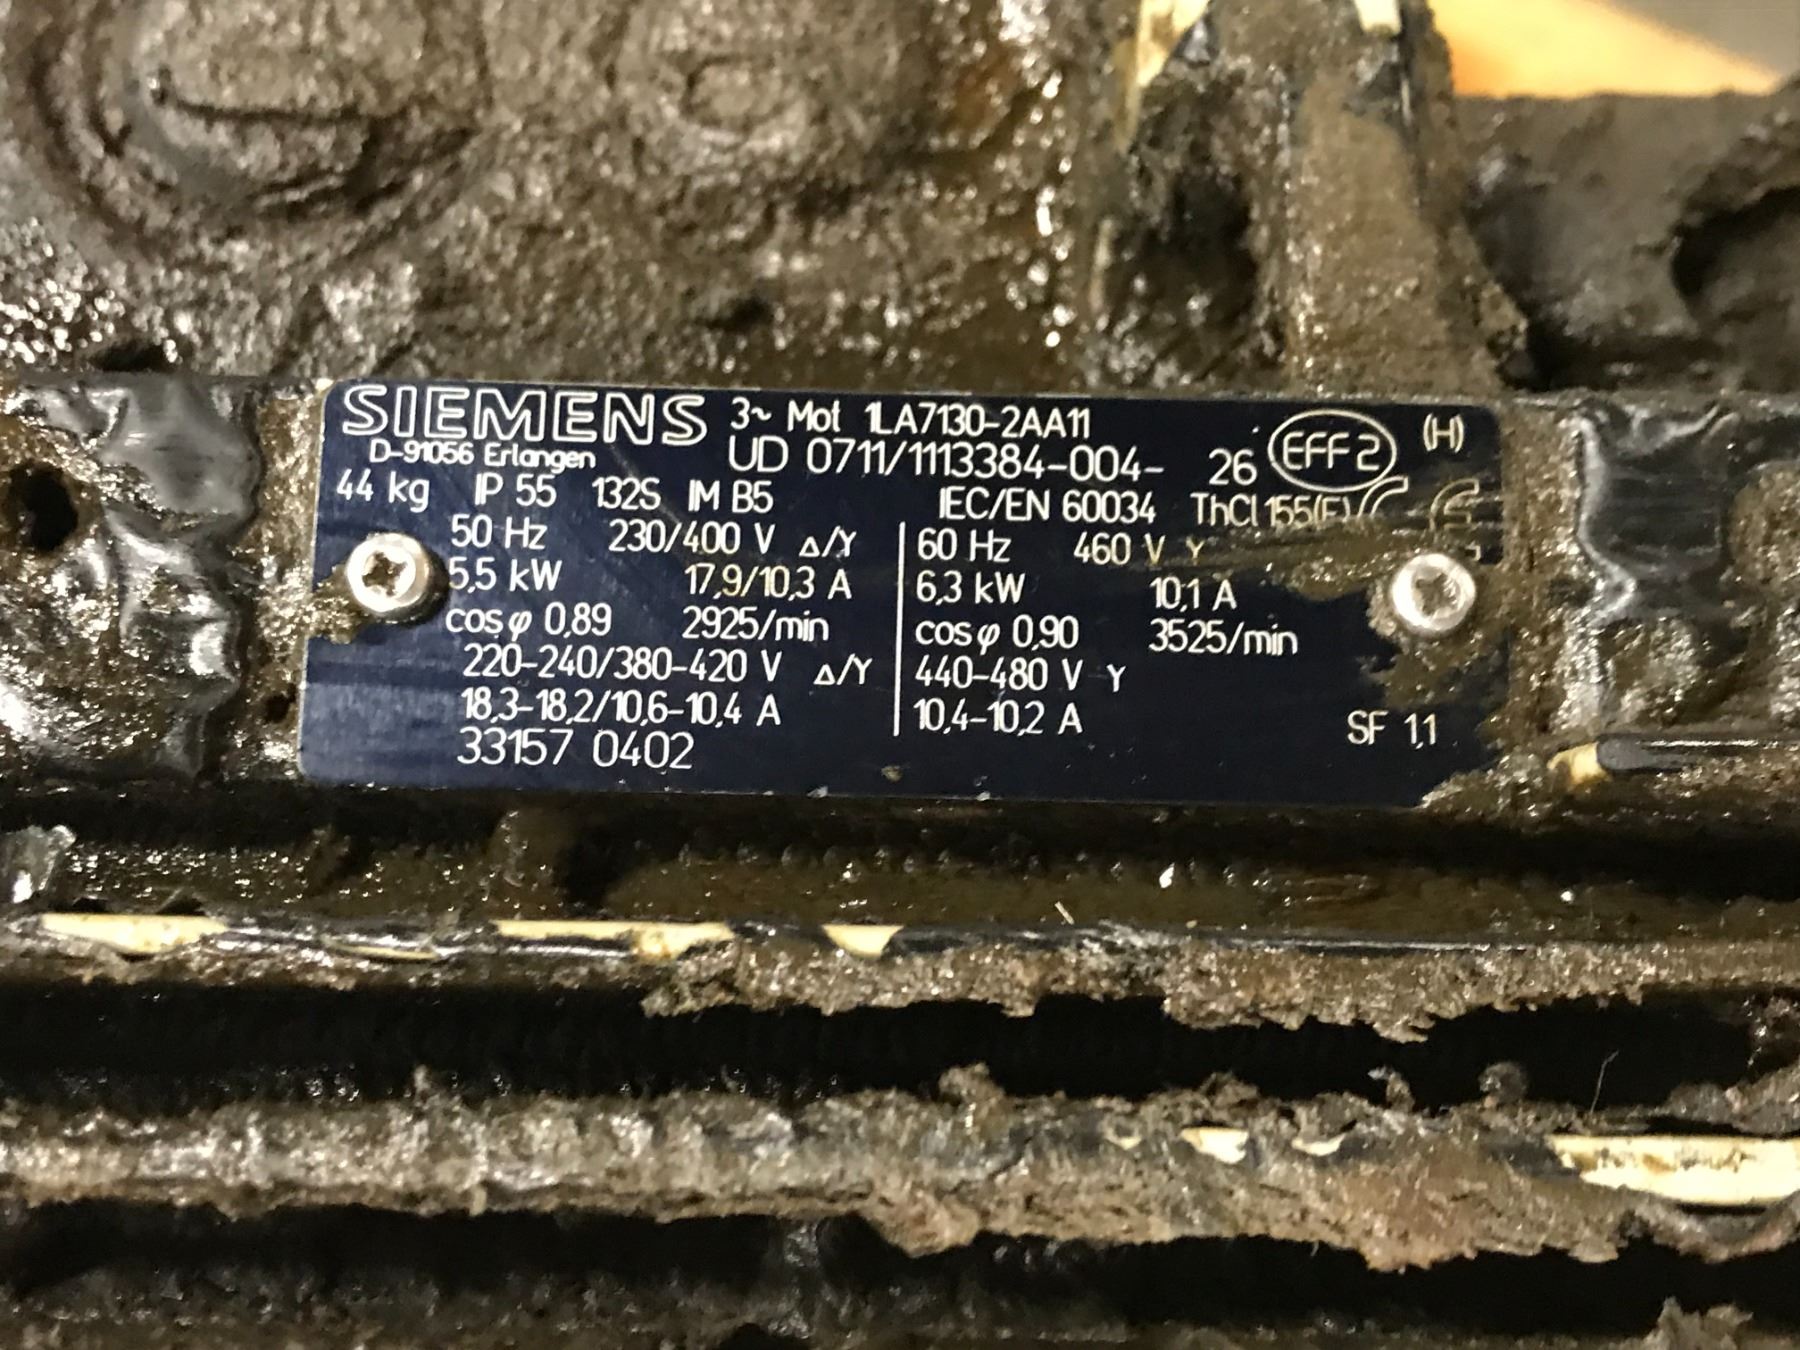 SIEMENS 3~ Mot 1LA7130-2AA11
D-91056 Erlangen UD 0711/1113384-004- 26 EFF2 (H)
44 kg IP 55 132S IM B5 IEC/EN 60034 ThCl 155(F) CE
50 Hz 230/400 V Δ/Y 60 Hz 460 V Y
5,5 kW 17,9/10,3 A 6,3 kW 10,1 A
cos φ 0,89 2925/min cos φ 0,90 3525/min
220-240/380-420 V Δ/Y 440-480 V Y
18,3-18,2/10,6-10,4 A 10,4-10,2 A SF 1,1
33157 0402